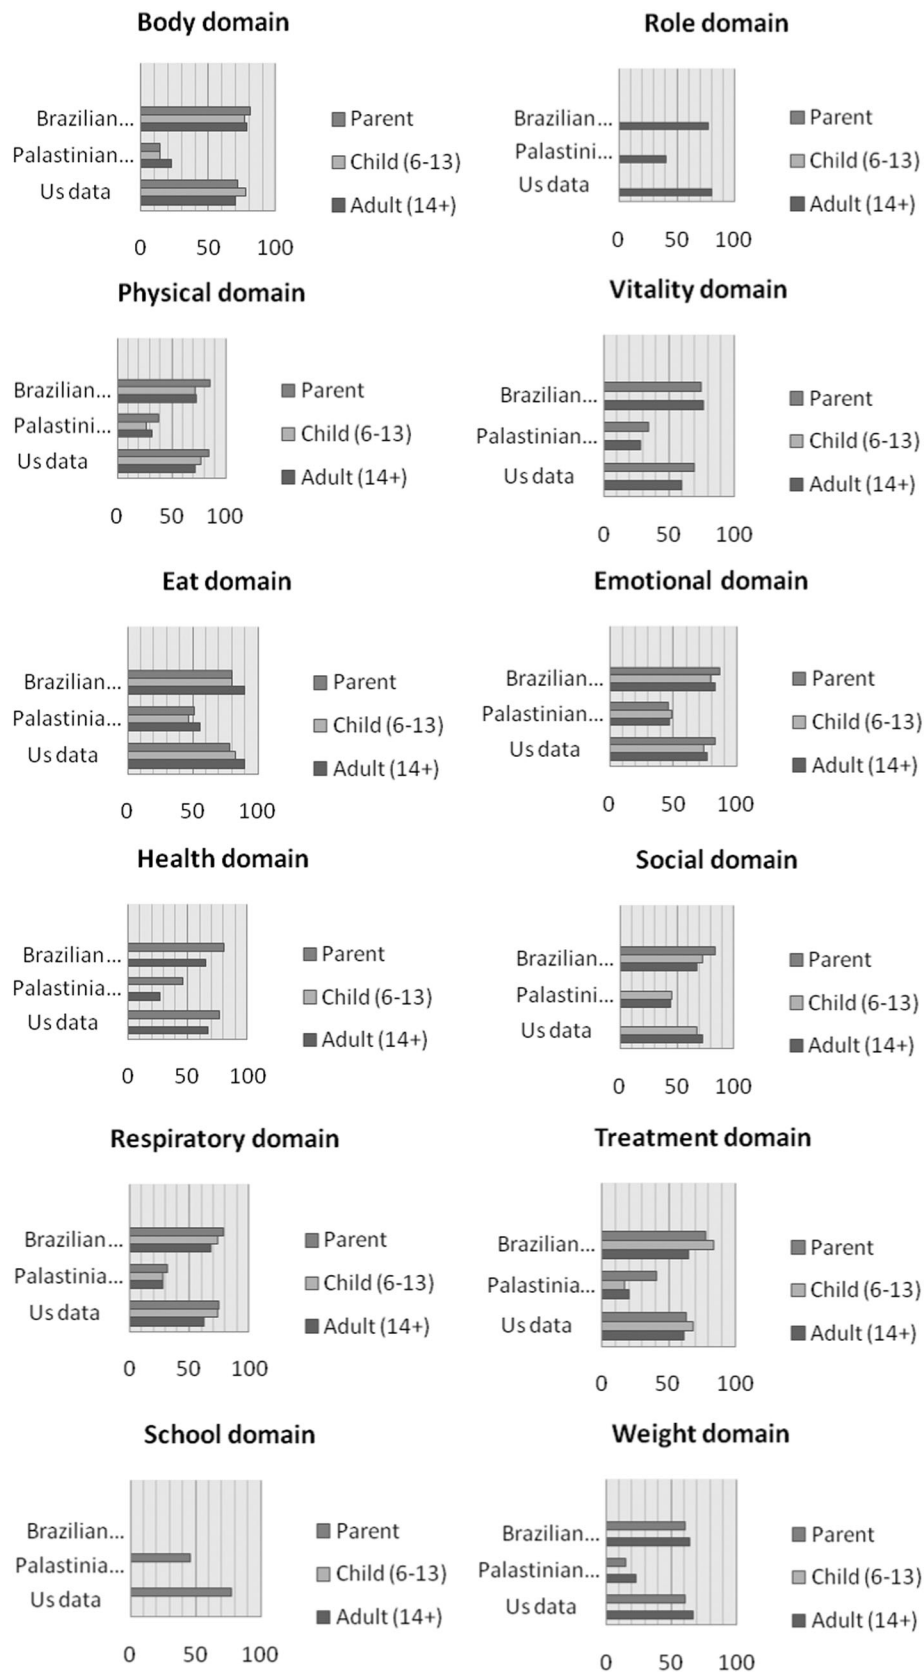 Body domain
Brazilian...
Palastinian...
Us data
Parent
Child (6-13)
Adult (14+)
0 50 100
Role domain
Brazilian...
Palastini...
Us data
Parent
Child (6-13)
Adult (14+)
0 50 100
Physical domain
Brazilian...
Palastini...
Us data
Parent
Child (6-13)
Adult (14+)
0 50 100
Vitality domain
Brazilian...
Palastinian...
Us data
Parent
Child (6-13)
Adult (14+)
0 50 100
Eat domain
Brazilian...
Palastinia...
Us data
Parent
Child (6-13)
Adult (14+)
0 50 100
Emotional domain
Brazilian...
Palastinian...
Us data
Parent
Child (6-13)
Adult (14+)
0 50 100
Health domain
Brazilian...
Palastinia...
Us data
Parent
Child (6-13)
Adult (14+)
0 50 100
Social domain
Brazilian...
Palastini...
Us data
Parent
Child (6-13)
Adult (14+)
0 50 100
Respiratory domain
Brazilian...
Palastinia...
Us data
Parent
Child (6-13)
Adult (14+)
0 50 100
Treatment domain
Brazilian...
Palastinia...
Us data
Parent
Child (6-13)
Adult (14+)
0 50 100
School domain
Brazilian...
Palastinia...
Us data
Parent
Child (6-13)
Adult (14+)
0 50 100
Weight domain
Brazilian...
Palastinian...
Us data
Parent
Child (6-13)
Adult (14+)
0 50 100